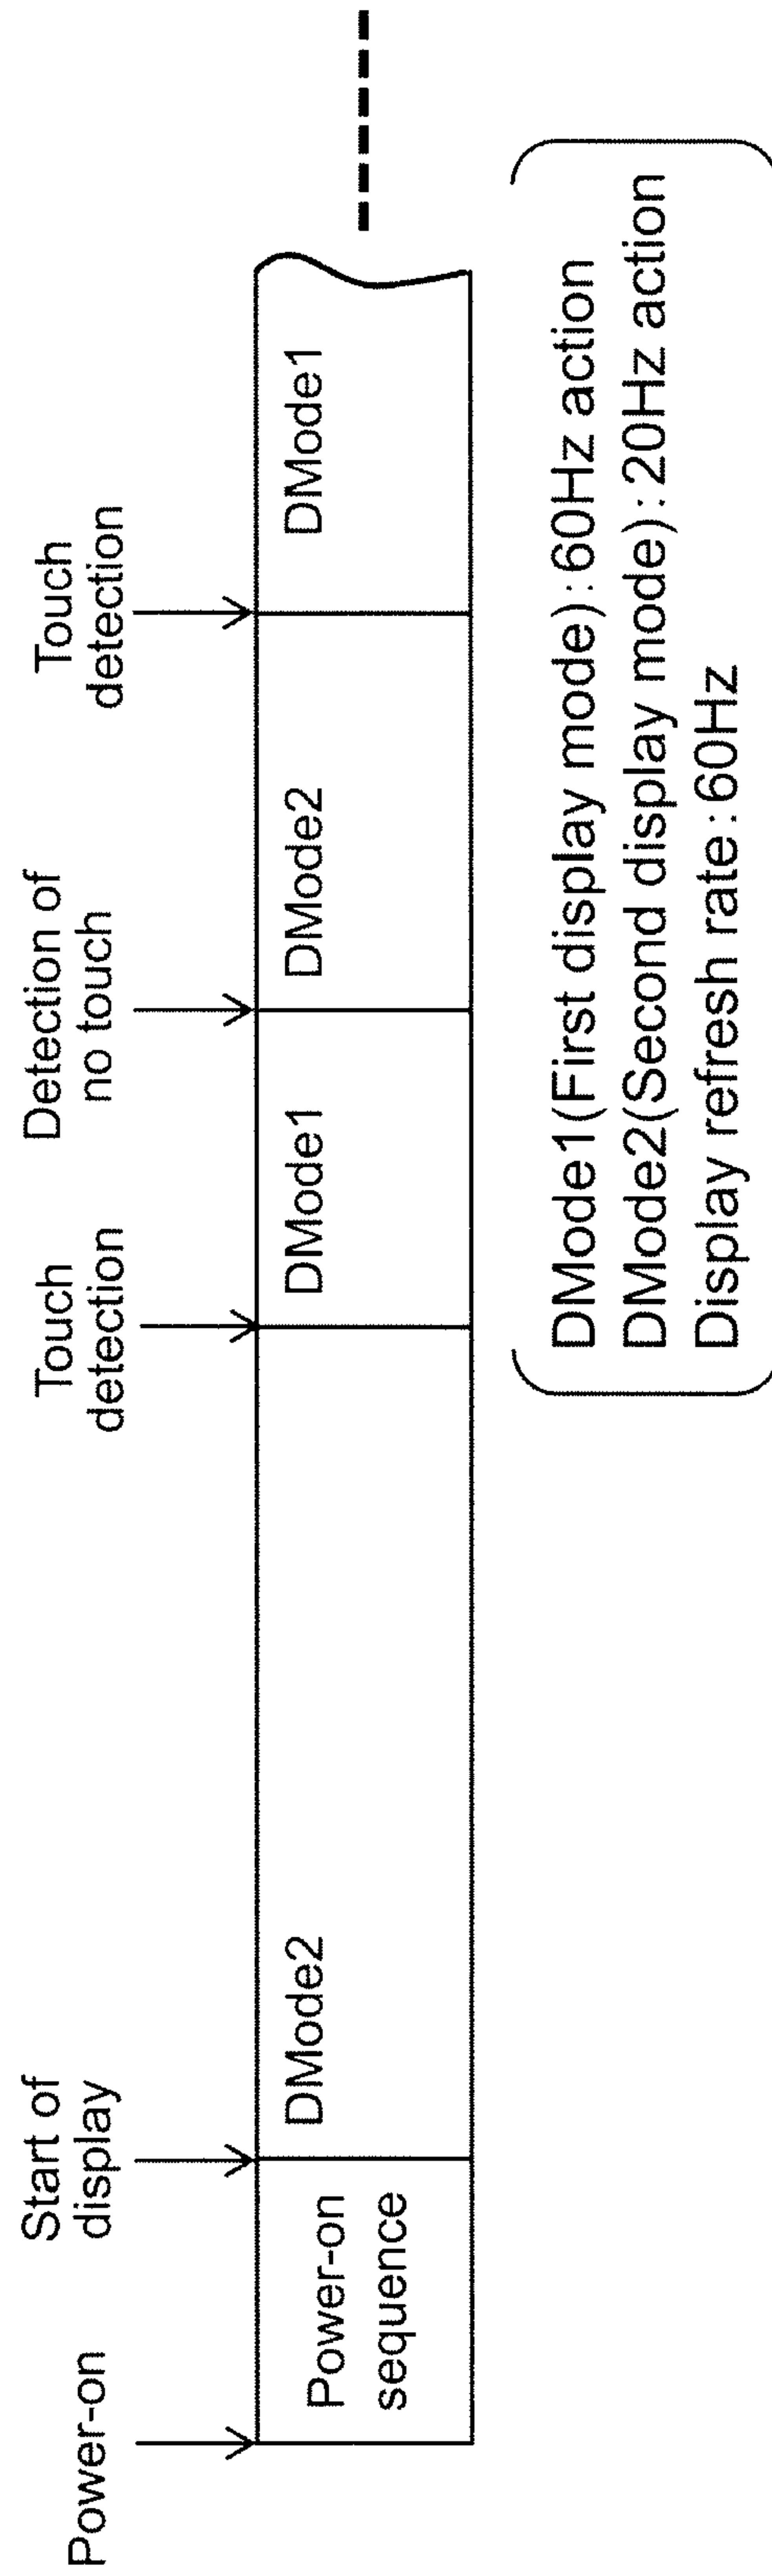 Power-on
Start of
display
Touch
detection
Detection of
no touch
Touch
detection
Power-on
sequence
DMode2
DMode1
DMode2
DMode1
DMode1(First display mode):60Hz action
DMode2(Second display mode):20Hz action
Display refresh rate:60Hz